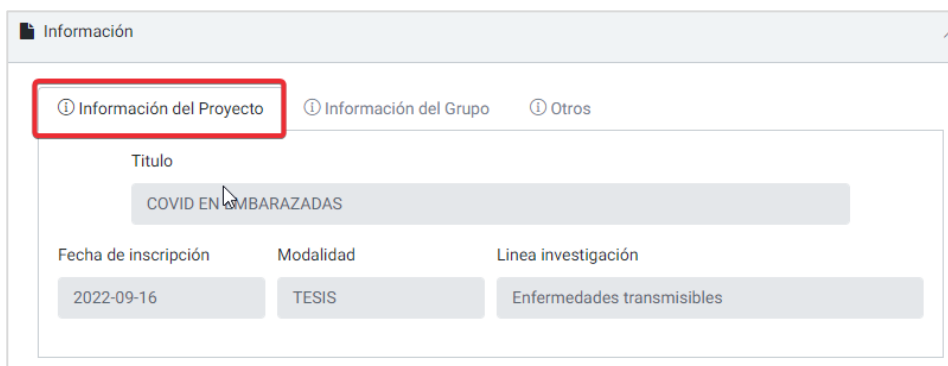 Información
Información del Proyecto Información del Grupo Otros
Titulo
COVID EN EMBARAZADAS
Fecha de inscripción Modalidad Linea investigación
2022-09-16 TESIS Enfermedades transmisibles